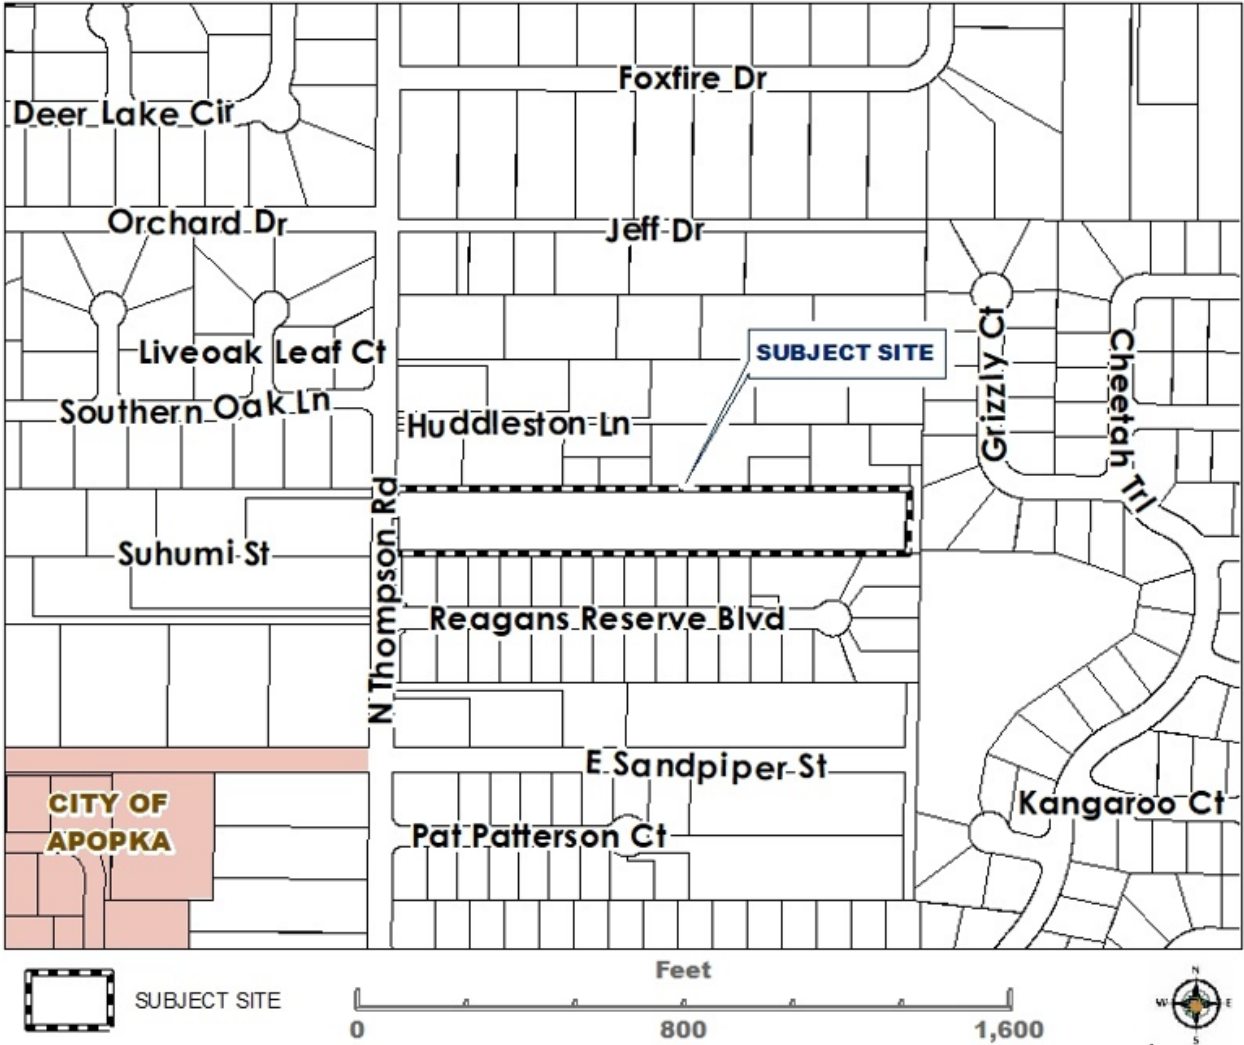 Foxfire Dr
Deer Lake Cir
Orchard Dr
Jeff Dr
Liveoak Leaf Ct
SUBJECT SITE
Grizzly Ct
Cheetah Trl
Southern Oak Ln
Huddleston Ln
N Thompson Rd
Suhumi St
Reagans Reserve Blvd
E Sandpiper St
CITY OF
APOPKA
Kangaroo Ct
Pat Patterson Ct
Feet
SUBJECT SITE
0
800
1,600
N
W
E
S